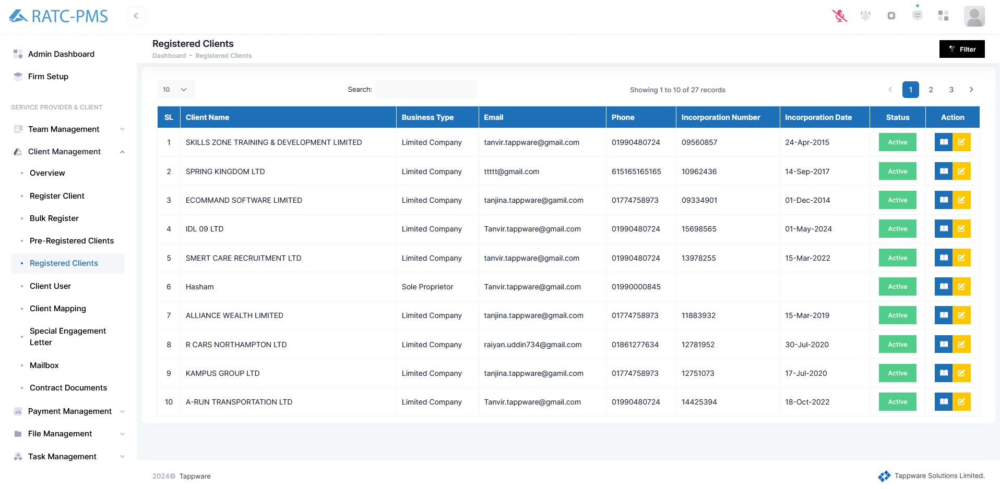 RATC-PMS
Registered Clients
Dashboard - Registered Clients
Filter
Admin Dashboard
Firm Setup
SERVICE PROVIDER & CLIENT
Team Management
Client Management
Overview
Register Client
Bulk Register
Pre-Registered Clients
Registered Clients
Client User
Client Mapping
Special Engagement
Letter
Mailbox
Contract Documents
Payment Management
File Management
Task Management
10 Search: Showing 1 to 10 of 27 records 1 2 3
SL Client Name Business Type Email Phone Incorporation Number Incorporation Date Status Action
1 SKILLS ZONE TRAINING & DEVELOPMENT LIMITED Limited Company tanvir.tappware@gmail.com 01990480724 09560857 24-Apr-2015 Active
2 SPRING KINGDOM LTD Limited Company ttttt@gmail.com 615165165165 10962436 14-Sep-2017 Active
3 ECOMMAND SOFTWARE LIMITED Limited Company tanjina.tappware@gamil.com 01774758973 09334901 01-Dec-2014 Active
4 IDL 09 LTD Limited Company Tanvir.tappware@gmail.com 01990480724 15698565 01-May-2024 Active
5 SMERT CARE RECRUITMENT LTD Limited Company tanvir.tappware@gmail.com 01990480724 13978255 15-Mar-2022 Active
6 Hasham Sole Proprietor Tanvir.tappware@gmail.com 01990000845 Active
7 ALLIANCE WEALTH LIMITED Limited Company tanjina.tappware@gamil.com 01774758973 11883932 15-Mar-2019 Active
8 R CARS NORTHAMPTON LTD Limited Company raiyan.uddin734@gmail.com 01861277634 12781952 30-Jul-2020 Active
9 KAMPUS GROUP LTD Limited Company tanjina.tappware@gamil.com 01774758973 12751073 17-Jul-2020 Active
10 A-RUN TRANSPORTATION LTD Limited Company Tanvir.tappware@gmail.com 01990480724 14425394 18-Oct-2022 Active
2024© Tappware
Tappware Solutions Limited.